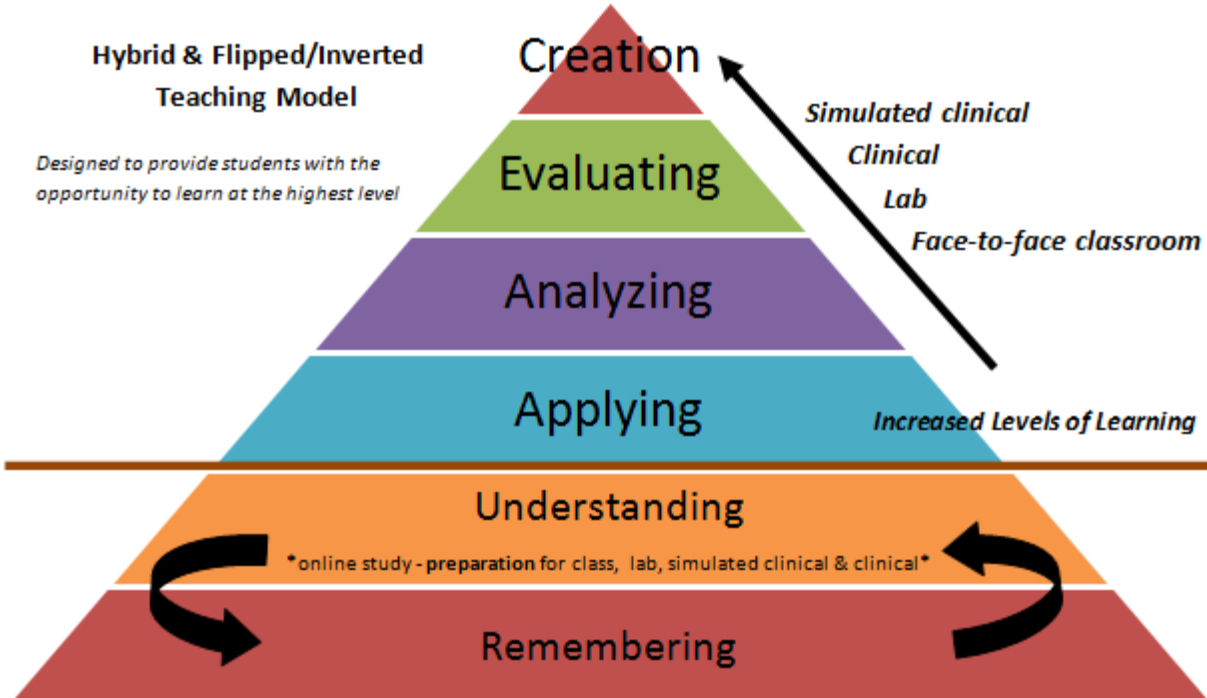 Hybrid & Flipped/Inverted
Teaching Model
Designed to provide students with the
opportunity to learn at the highest level
Creation
Simulated clinical
Clinical
Lab
Face-to-face classroom
Evaluating
Analyzing
Applying
Increased Levels of Learning
Understanding
*online study - preparation for class, lab, simulated clinical & clinical*
Remembering